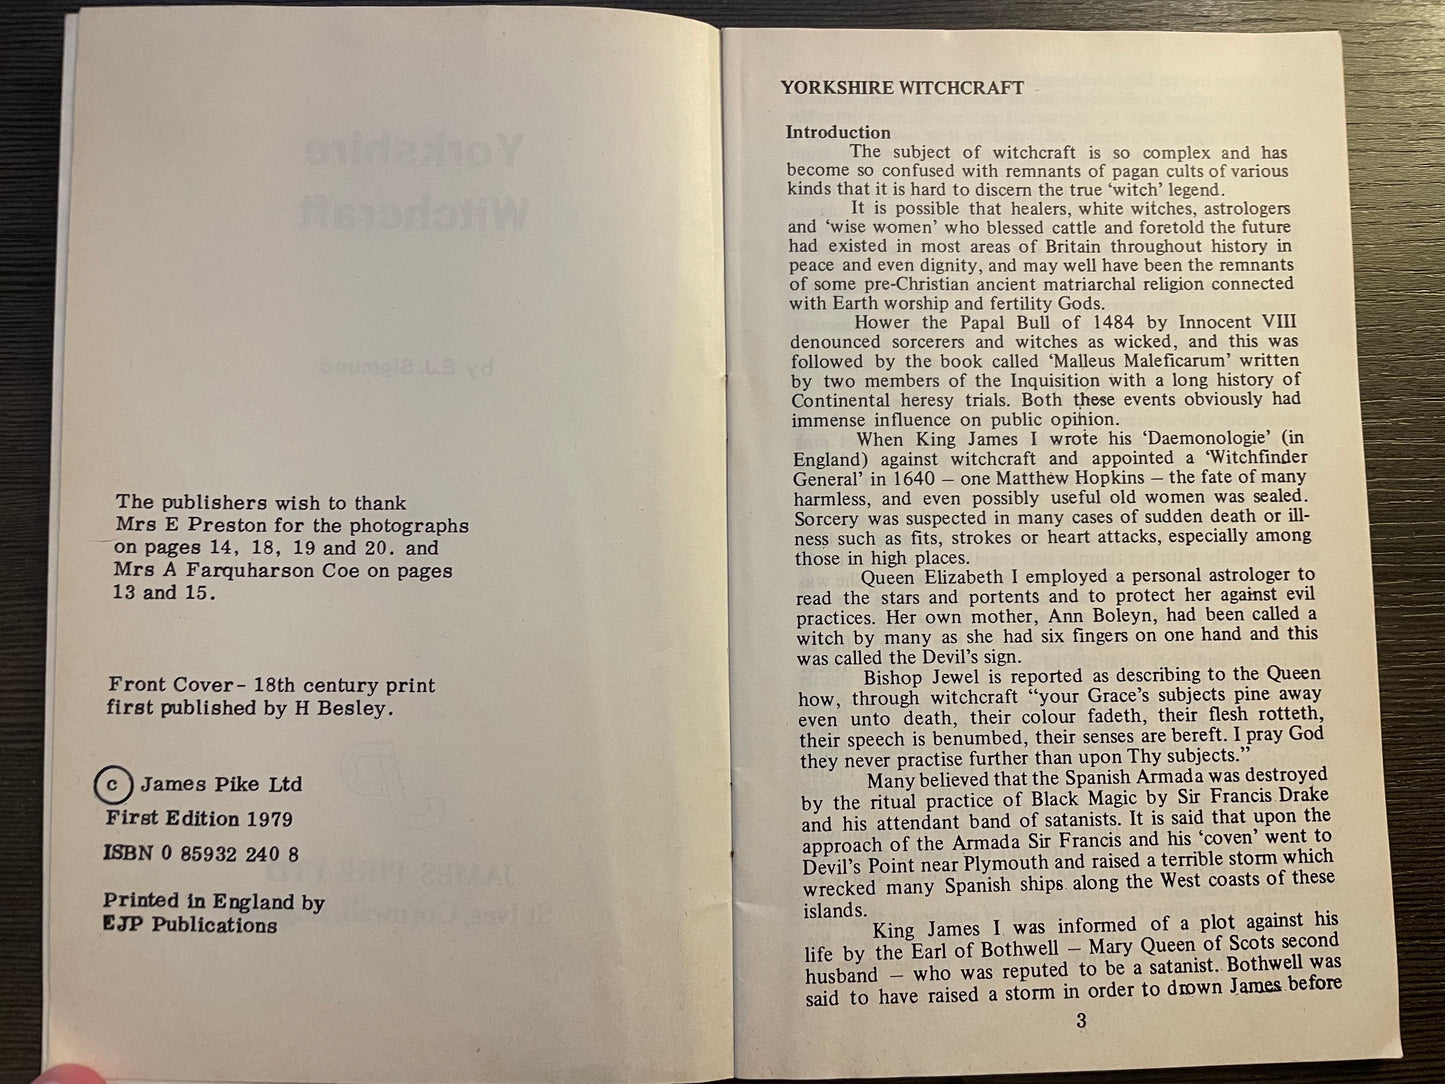 The publishers wish to thank
Mrs E Preston for the photographs
on pages 14, 18, 19 and 20. and
Mrs A Farquharson Coe on pages
13 and 15.
Front Cover - 18th century print
first published by H Besley.
© James Pike Ltd
First Edition 1979
ISBN 0 85932 240 8
Printed in England by
EJP Publications
YORKSHIRE WITCHCRAFT
Introduction
The subject of witchcraft is so complex and has
become so confused with remnants of pagan cults of various
kinds that it is hard to discern the true ‘witch’ legend.
It is possible that healers, white witches, astrologers
and ‘wise women’ who blessed cattle and foretold the future
had existed in most areas of Britain throughout history in
peace and even dignity, and may well have been the remnants
of some pre-Christian ancient matriarchal religion connected
with Earth worship and fertility Gods.
Hower the Papal Bull of 1484 by Innocent VIII
denounced sorcerers and witches as wicked, and this was
followed by the book called ‘Malleus Maleficarum’ written
by two members of the Inquisition with a long history of
Continental heresy trials. Both these events obviously had
immense influence on public opinion.
When King James I wrote his ‘Daemonologie’ (in
England) against witchcraft and appointed a ‘Witchfinder
General’ in 1640 – one Matthew Hopkins – the fate of many
harmless, and even possibly useful old women was sealed.
Sorcery was suspected in many cases of sudden death or ill-
ness such as fits, strokes or heart attacks, especially among
those in high places.
Queen Elizabeth I employed a personal astrologer to
read the stars and portents and to protect her against evil
practices. Her own mother, Ann Boleyn, had been called a
witch by many as she had six fingers on one hand and this
was called the Devil’s sign.
Bishop Jewel is reported as describing to the Queen
how, through witchcraft “your Grace’s subjects pine away
even unto death, their colour fadeth, their flesh rotteth,
their speech is benumbed, their senses are bereft. I pray God
they never practise further than upon Thy subjects.”
Many believed that the Spanish Armada was destroyed
by the ritual practice of Black Magic by Sir Francis Drake
and his attendant band of satanists. It is said that upon the
approach of the Armada Sir Francis and his ‘coven’ went to
Devil’s Point near Plymouth and raised a terrible storm which
wrecked many Spanish ships along the West coasts of these
islands.
King James I was informed of a plot against his
life by the Earl of Bothwell – Mary Queen of Scots second
husband – who was reputed to be a satanist. Bothwell was
said to have raised a storm in order to drown James before
3